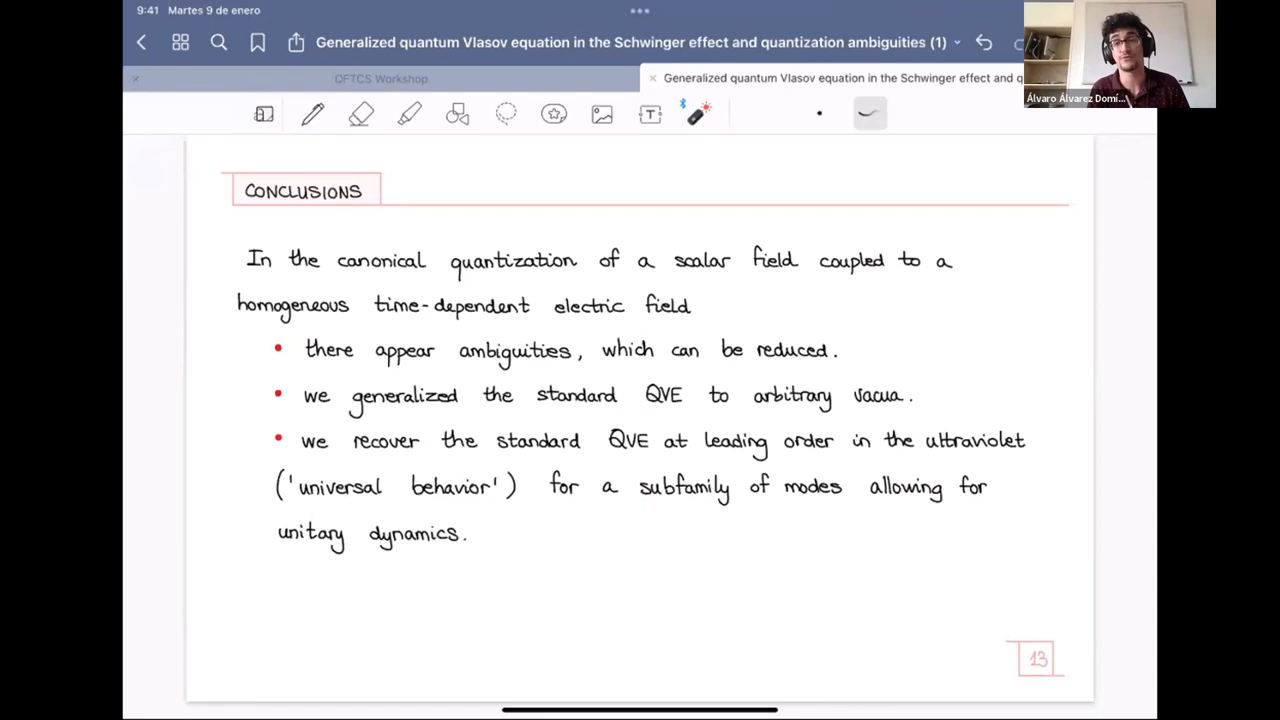 9:41 Martes 9 de enero
Generalized quantum Vlasov equation in the Schwinger effect and quantization ambiguities (1)
QFTCS Workshop
Generalized quantum Vlasov equation in the Schwinger effect and q
Álvaro Álvarez Domí...
T
CONCLUSIONS
In the canonical quantization of a scalar field coupled to a
homogeneous time-dependent electric field
• there appear ambiguities, which can be reduced.
• we generalized the standard QVE to arbitrary vacua.
• we recover the standard QVE at leading order in the ultraviolet
('universal behavior') for a subfamily of modes allowing for
unitary dynamics.
13